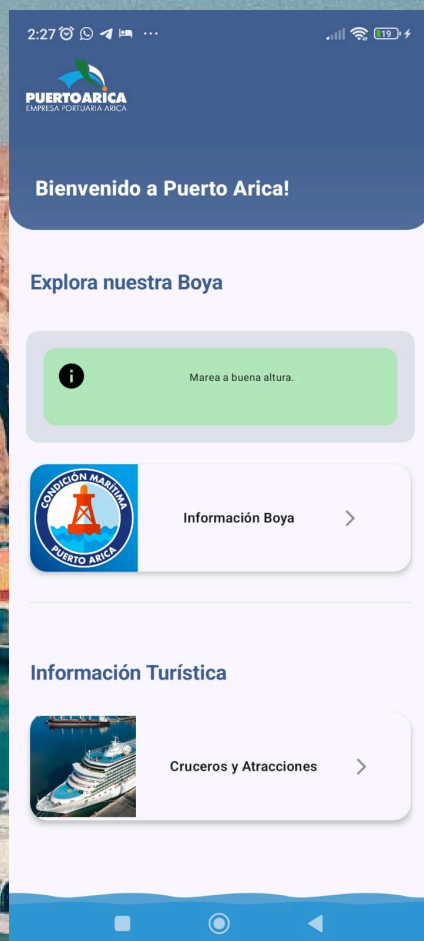 2:27
19
PUERTOARICA
EMPRESA PORTUARIA ARICA
Bienvenido a Puerto Arica!
Explora nuestra Boya
Marea a buena altura.
CONDICIÓN MARÍTIMA
PUERTO ARICA
Información Boya
Información Turística
Cruceros y Atracciones